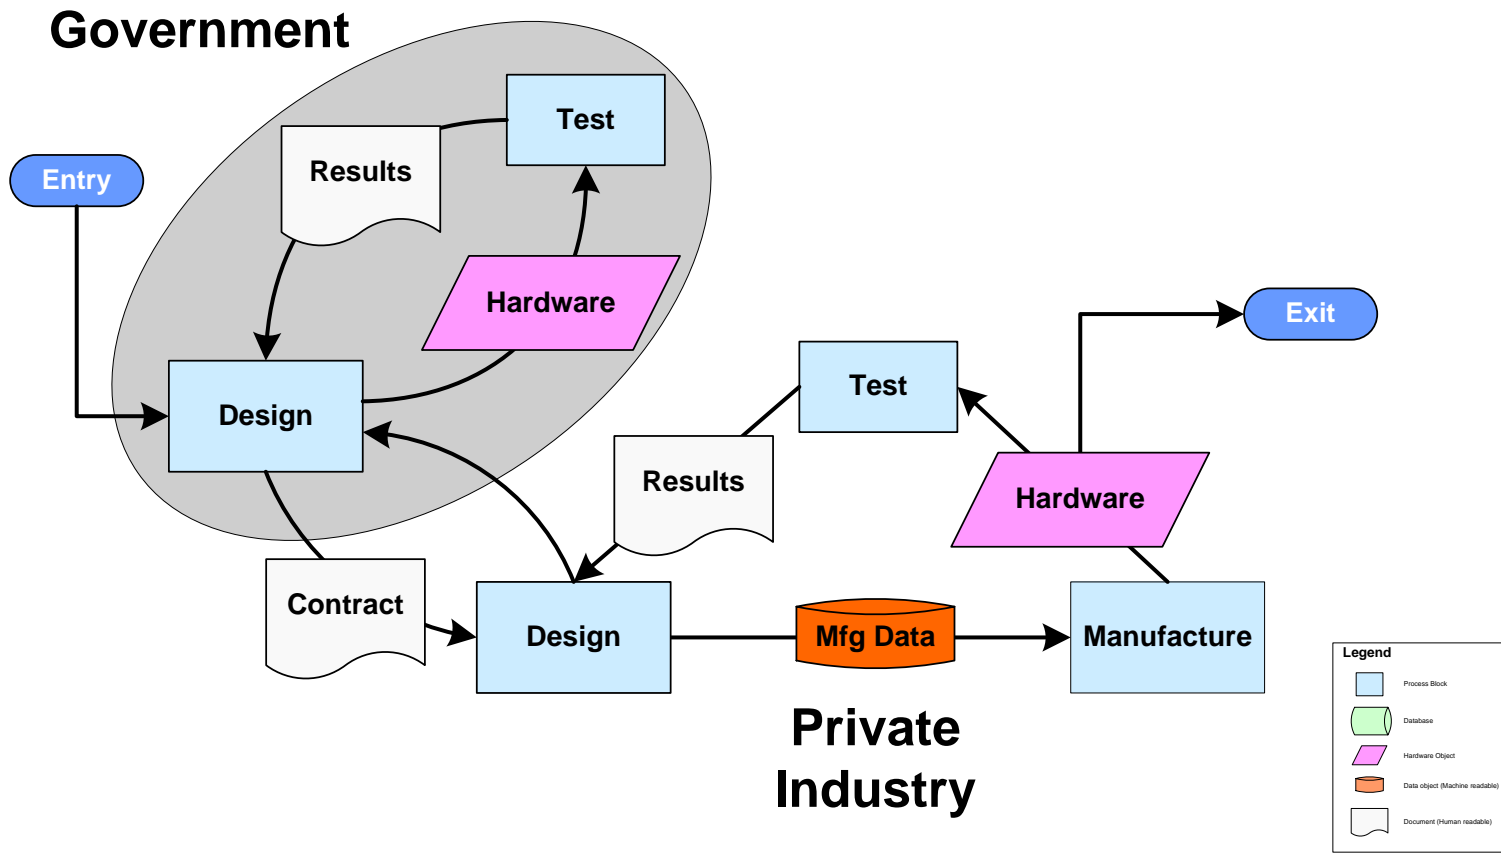 Government
Test
Results
Entry
Hardware
Exit
Test
Design
Results
Hardware
Contract
Design
Mfg Data
Manufacture
Private
Industry
Legend
Process Block
Database
Hardware Object
Data object (Machine readable)
Document (Human readable)